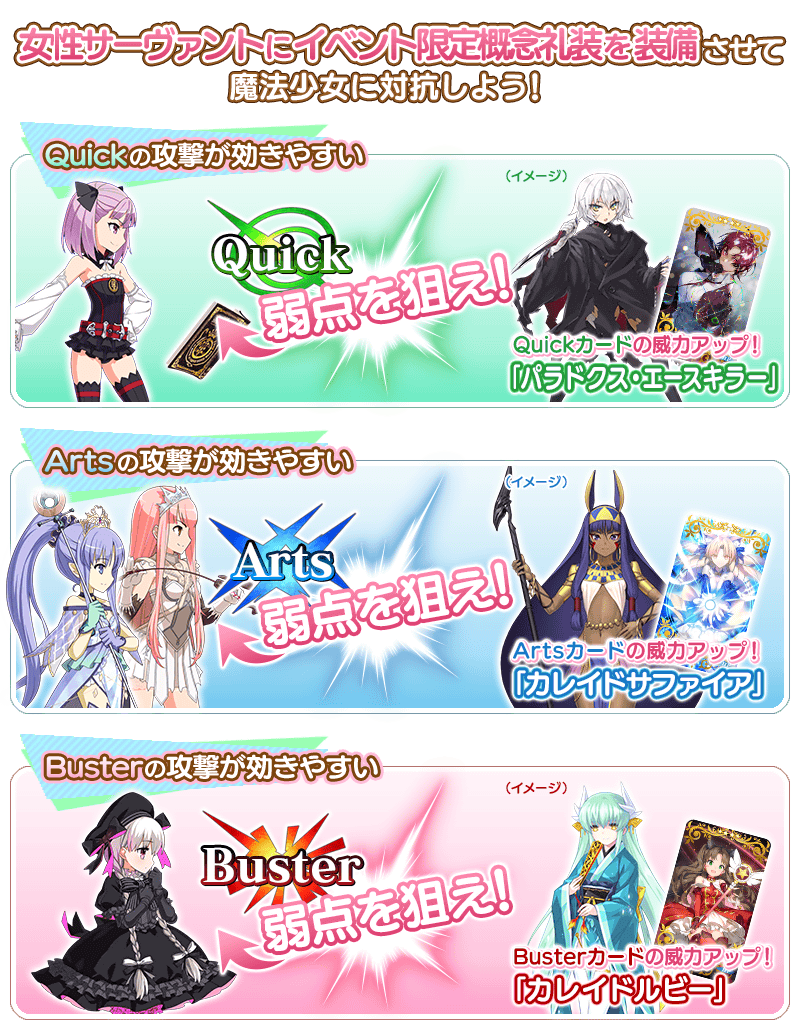 女性サーヴァントにイベント限定概念礼装を装備させて
魔法少女に対抗しよう!
Quickの攻撃が効きやすい
(イメージ)
Quick
弱点を狙え!
Quickカードの威力アップ!
「パラドクス・エースキラー」
Artsの攻撃が効きやすい
(イメージ)
Arts
弱点を狙え!
Artsカードの威力アップ!
「カレイドサファイア」
Busterの攻撃が効きやすい
(イメージ)
Buster
弱点を狙え!
Busterカードの威力アップ!
「カレイドルビー」